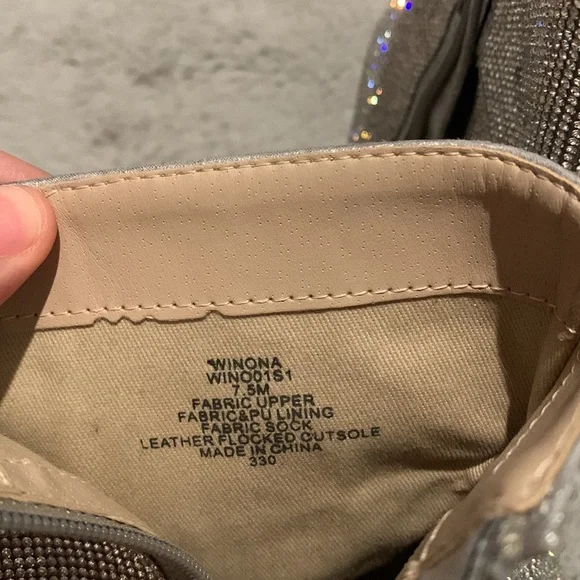 WINONA
WINO01S1
7.5M
FABRIC UPPER
FABRIC&PU LINING
FABRIC SOCK
LEATHER FLOCKED OUTSOLE
MADE IN CHINA
330